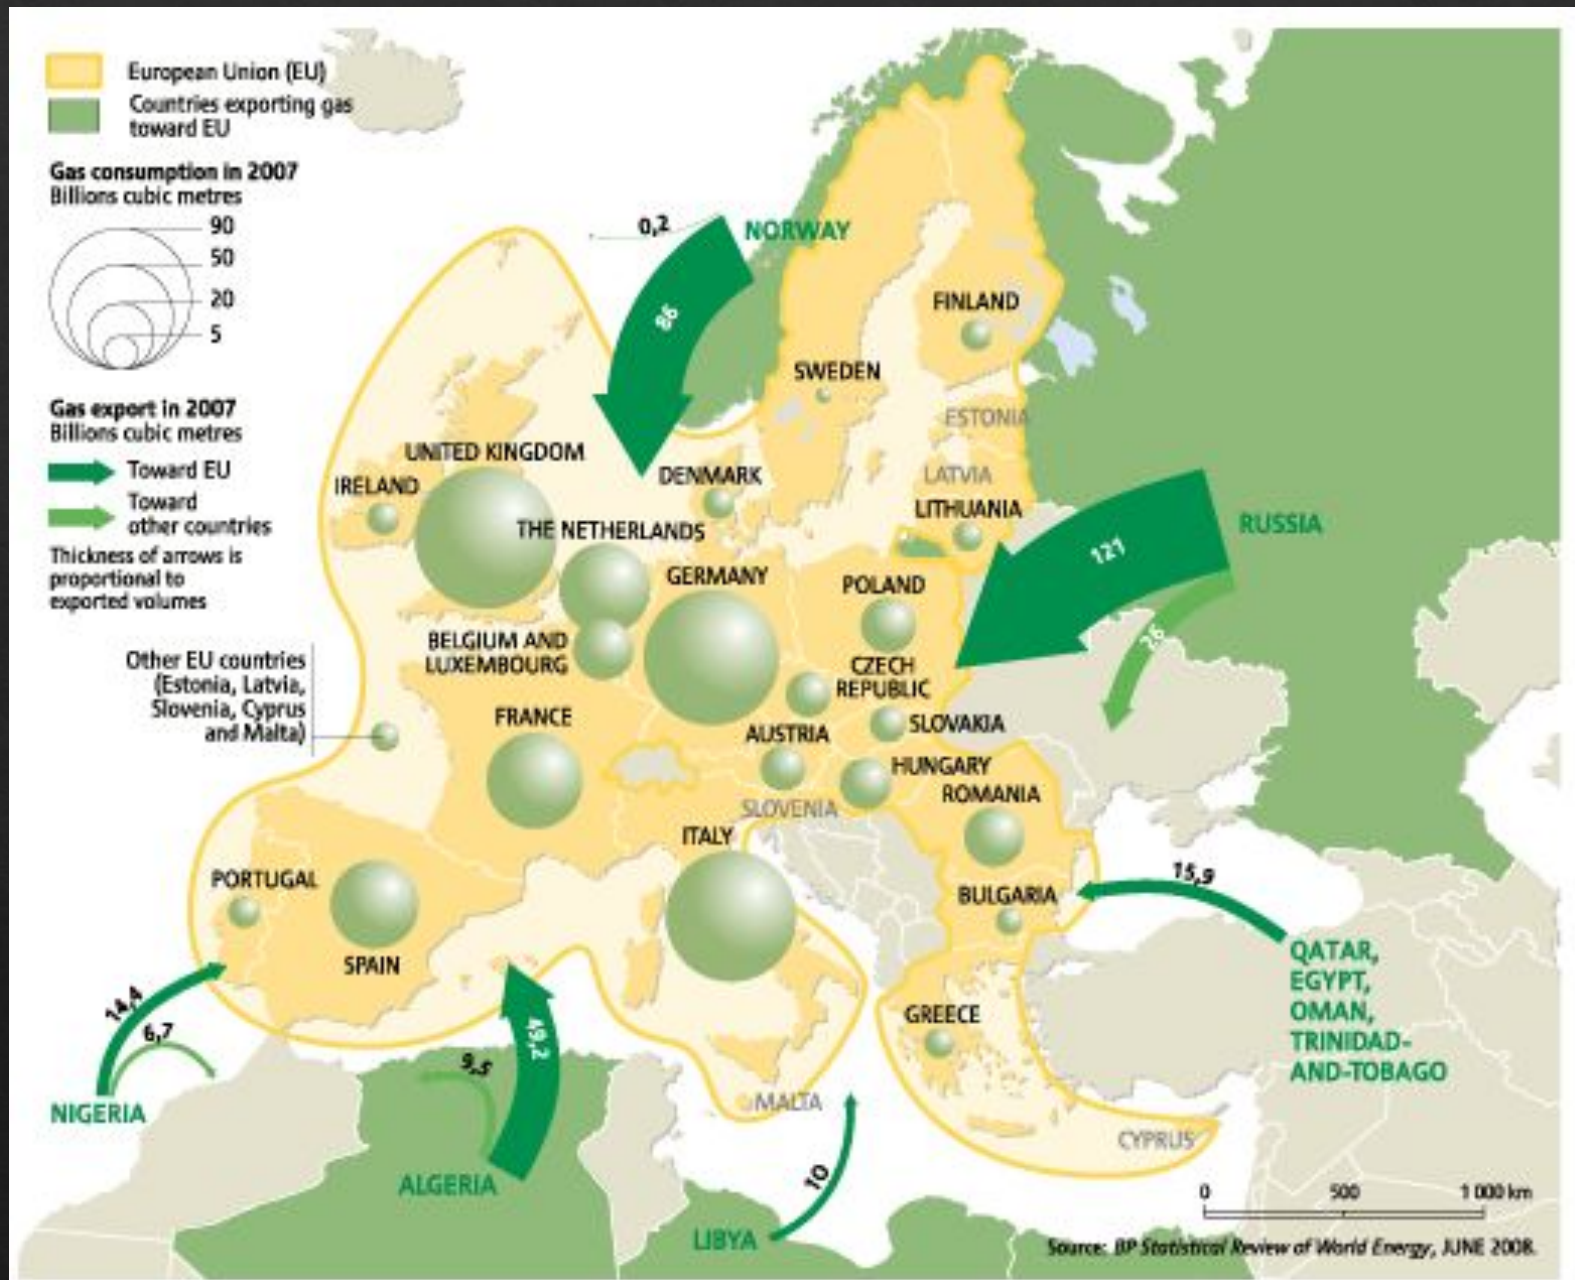 European Union (EU)
Countries exporting gas
toward EU
Gas consumption in 2007
Billions cubic metres
90
50
20
5
Gas export in 2007
Billions cubic metres
Toward EU
Toward
other countries
Thickness of arrows is
proportional to
exported volumes
Other EU countries
(Estonia, Latvia,
Slovenia, Cyprus
and Malta)
0,2
NORWAY
86
FINLAND
SWEDEN
ESTONIA
LATVIA
LITHUANIA
UNITED KINGDOM
IRELAND
DENMARK
THE NETHERLANDS
GERMANY
POLAND
121
RUSSIA
26
BELGIUM AND
LUXEMBOURG
CZECH
REPUBLIC
FRANCE
AUSTRIA
SLOVAKIA
HUNGARY
ROMANIA
SLOVENIA
ITALY
PORTUGAL
SPAIN
BULGARIA
15,9
QATAR,
EGYPT,
OMAN,
TRINIDAD-
AND-TOBAGO
GREECE
14,4
6,7
NIGERIA
9,5
49,2
ALGERIA
MALTA
10
LIBYA
CYPRUS
0
500
1 000 km
Source: BP Statistical Review of World Energy, JUNE 2008.